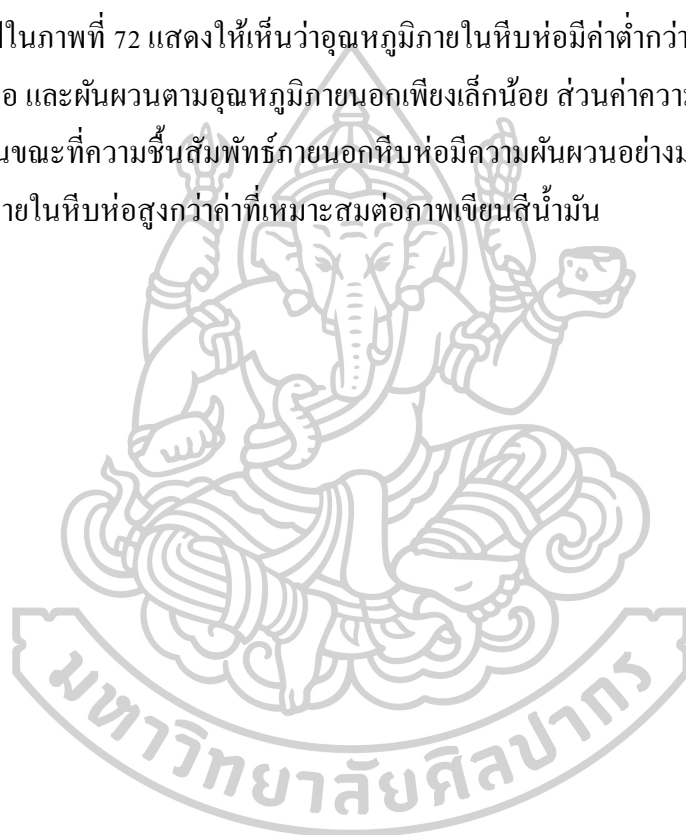 ในภาพที่ 72 แสดงให้เห็นว่าอุณหภูมิภายในหีบห่อมีค่าต่ำกว่า
และผันผวนตามอุณหภูมิภายนอกเพียงเล็กน้อย ส่วนค่าความ
ขณะที่ความชื้นสัมพัทธ์ภายนอกหีบห่อมีความผันผวนอย่าง
ายในหีบห่อสูงกว่าค่าที่เหมาะสมต่อภาพเขียนสีน้ำมัน
มหาวิทยาลัยศิลปากร